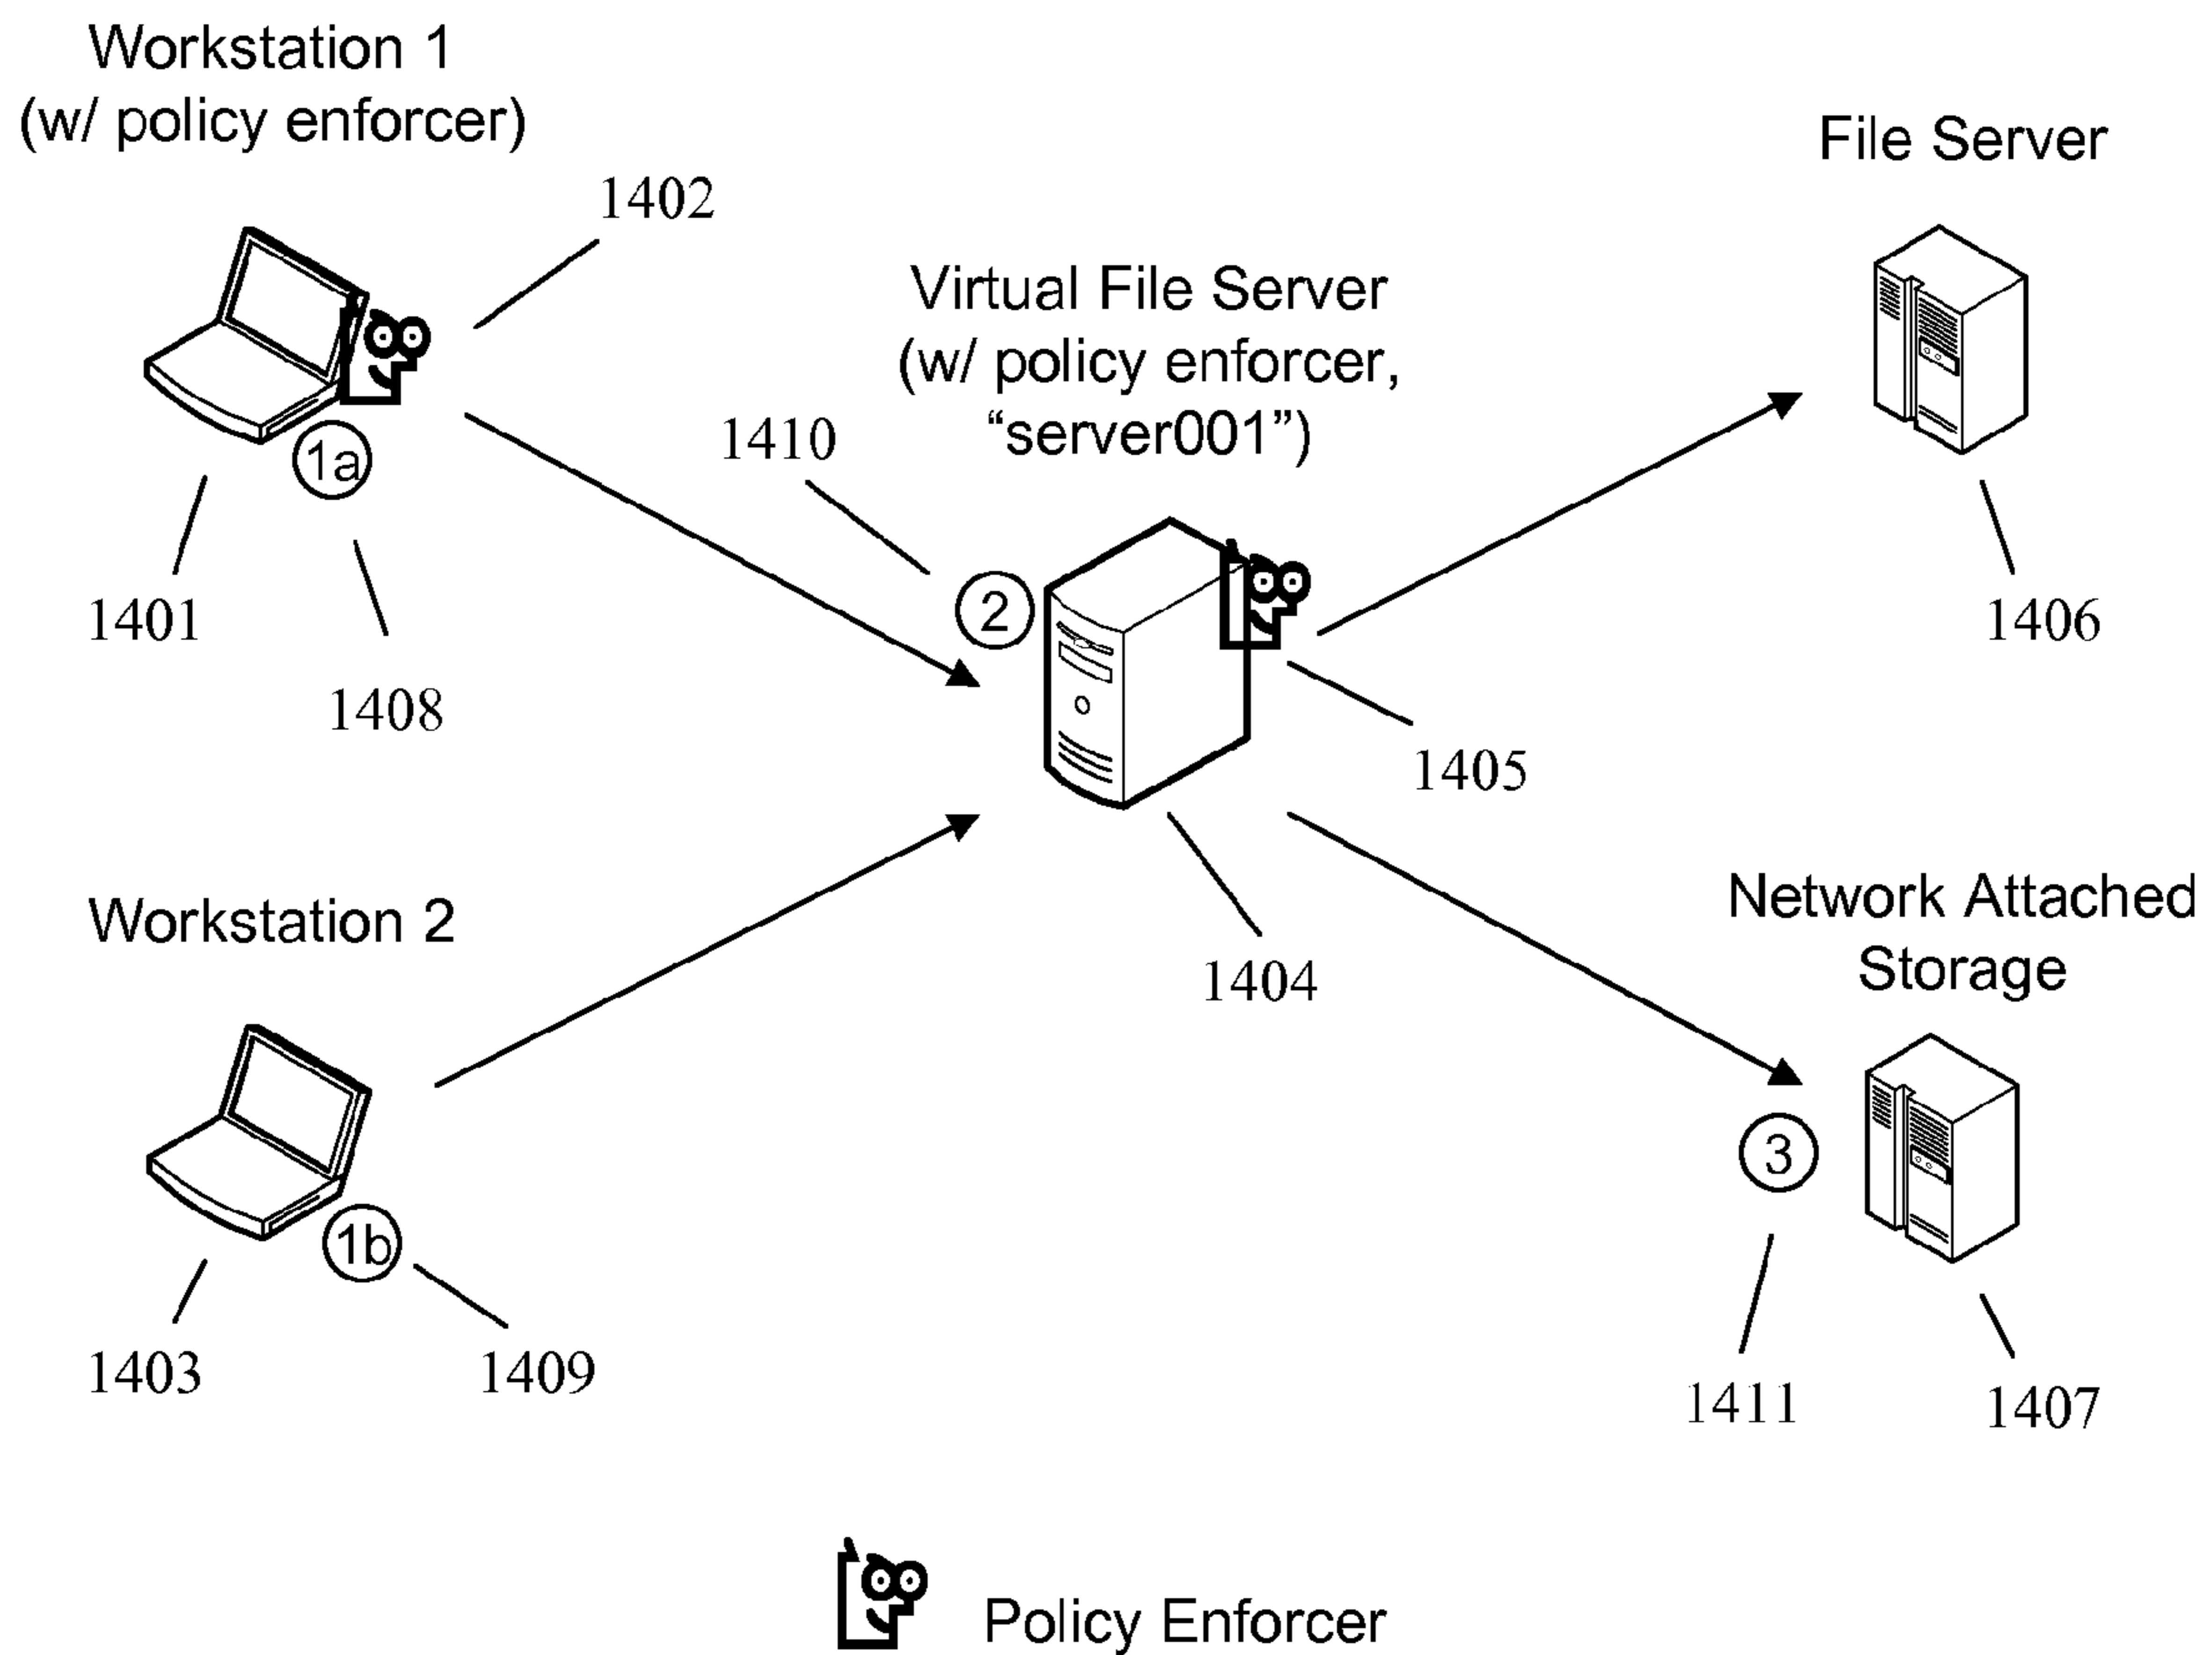 Workstation 1
(w/ policy enforcer)
1402
1a
1401
1408
Virtual File Server
(w/ policy enforcer,
“server001”)
1410
2
1405
1404
File Server
1406
Workstation 2
1b
1403
1409
Network Attached
Storage
3
1411
1407
Policy Enforcer